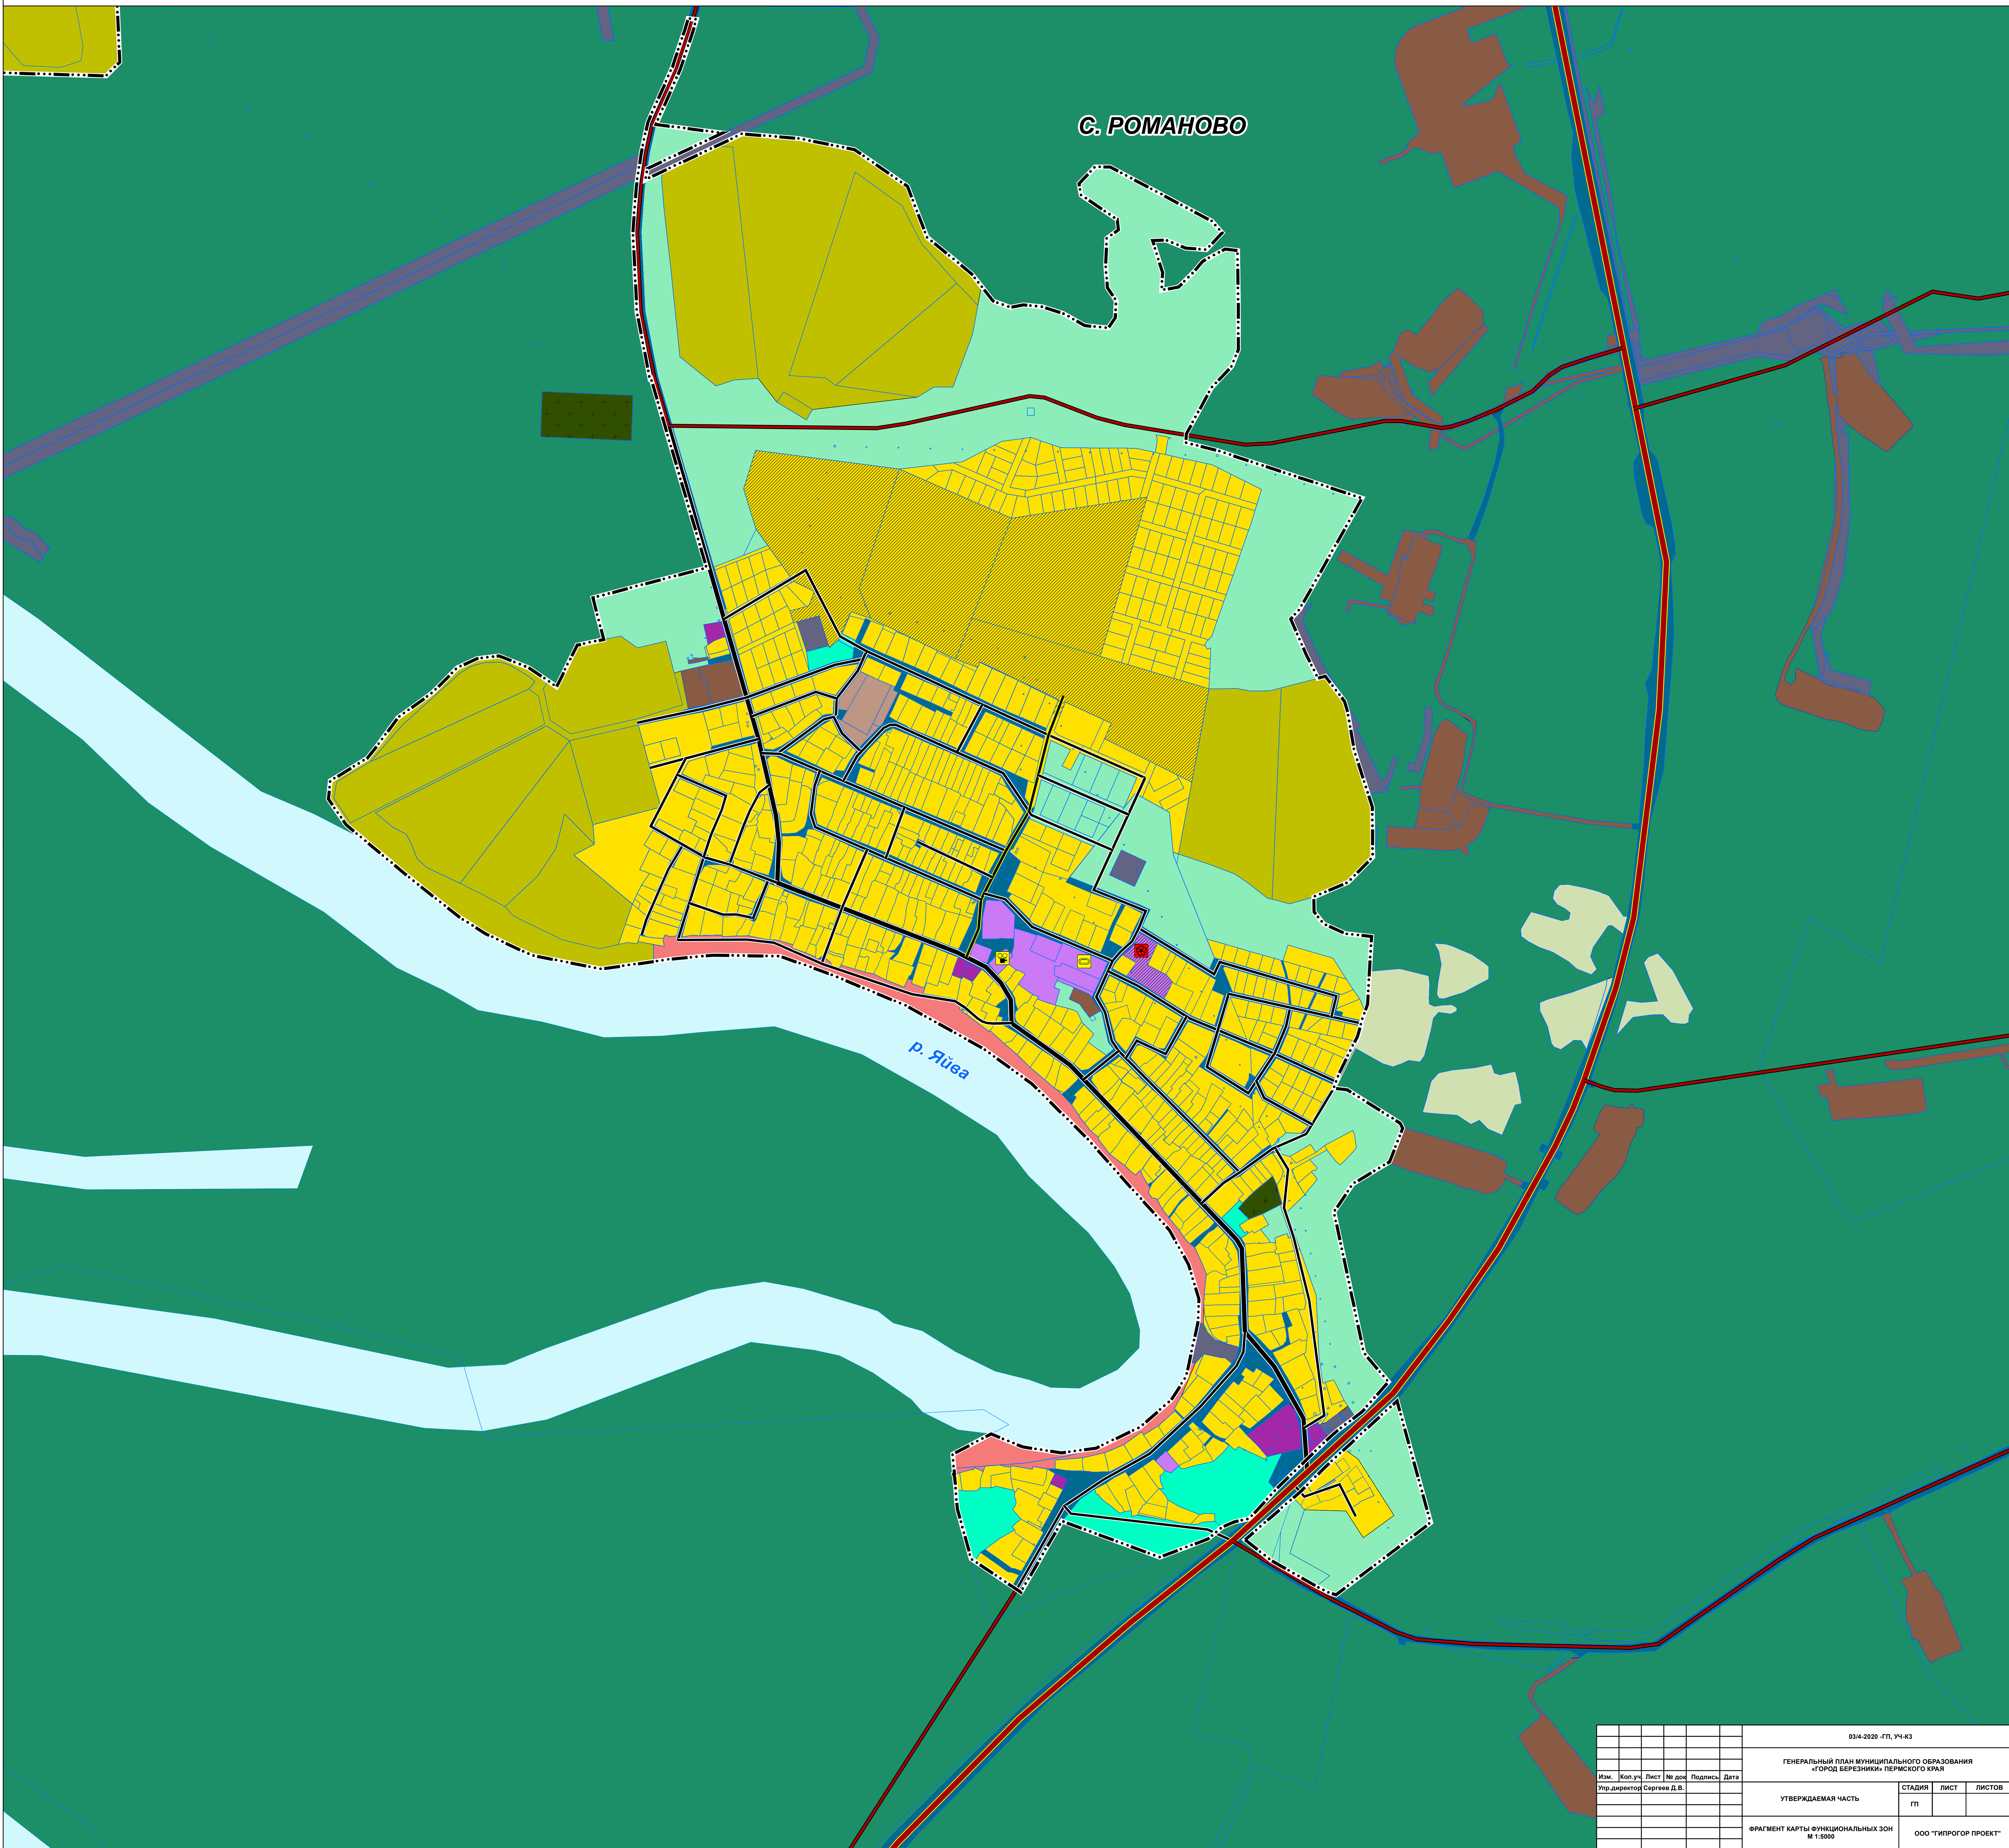 С. РОМАНОВО
р. Яйва
03/4-2020 -ГП, УЧ-КЗ
ГЕНЕРАЛЬНЫЙ ПЛАН МУНИЦИПАЛЬНОГО ОБРАЗОВАНИЯ
«ГОРОД БЕРЕЗНИКИ» ПЕРМСКОГО КРАЯ
Изм. Кол.уч Лист № док Подпись Дата
Упр.директор Сергеев Д.В.
УТВЕРЖДАЕМАЯ ЧАСТЬ
СТАДИЯ ЛИСТ ЛИСТОВ
ГП
ФРАГМЕНТ КАРТЫ ФУНКЦИОНАЛЬНЫХ ЗОН
М 1:5000
ООО "ГИПРОГОР ПРОЕКТ"